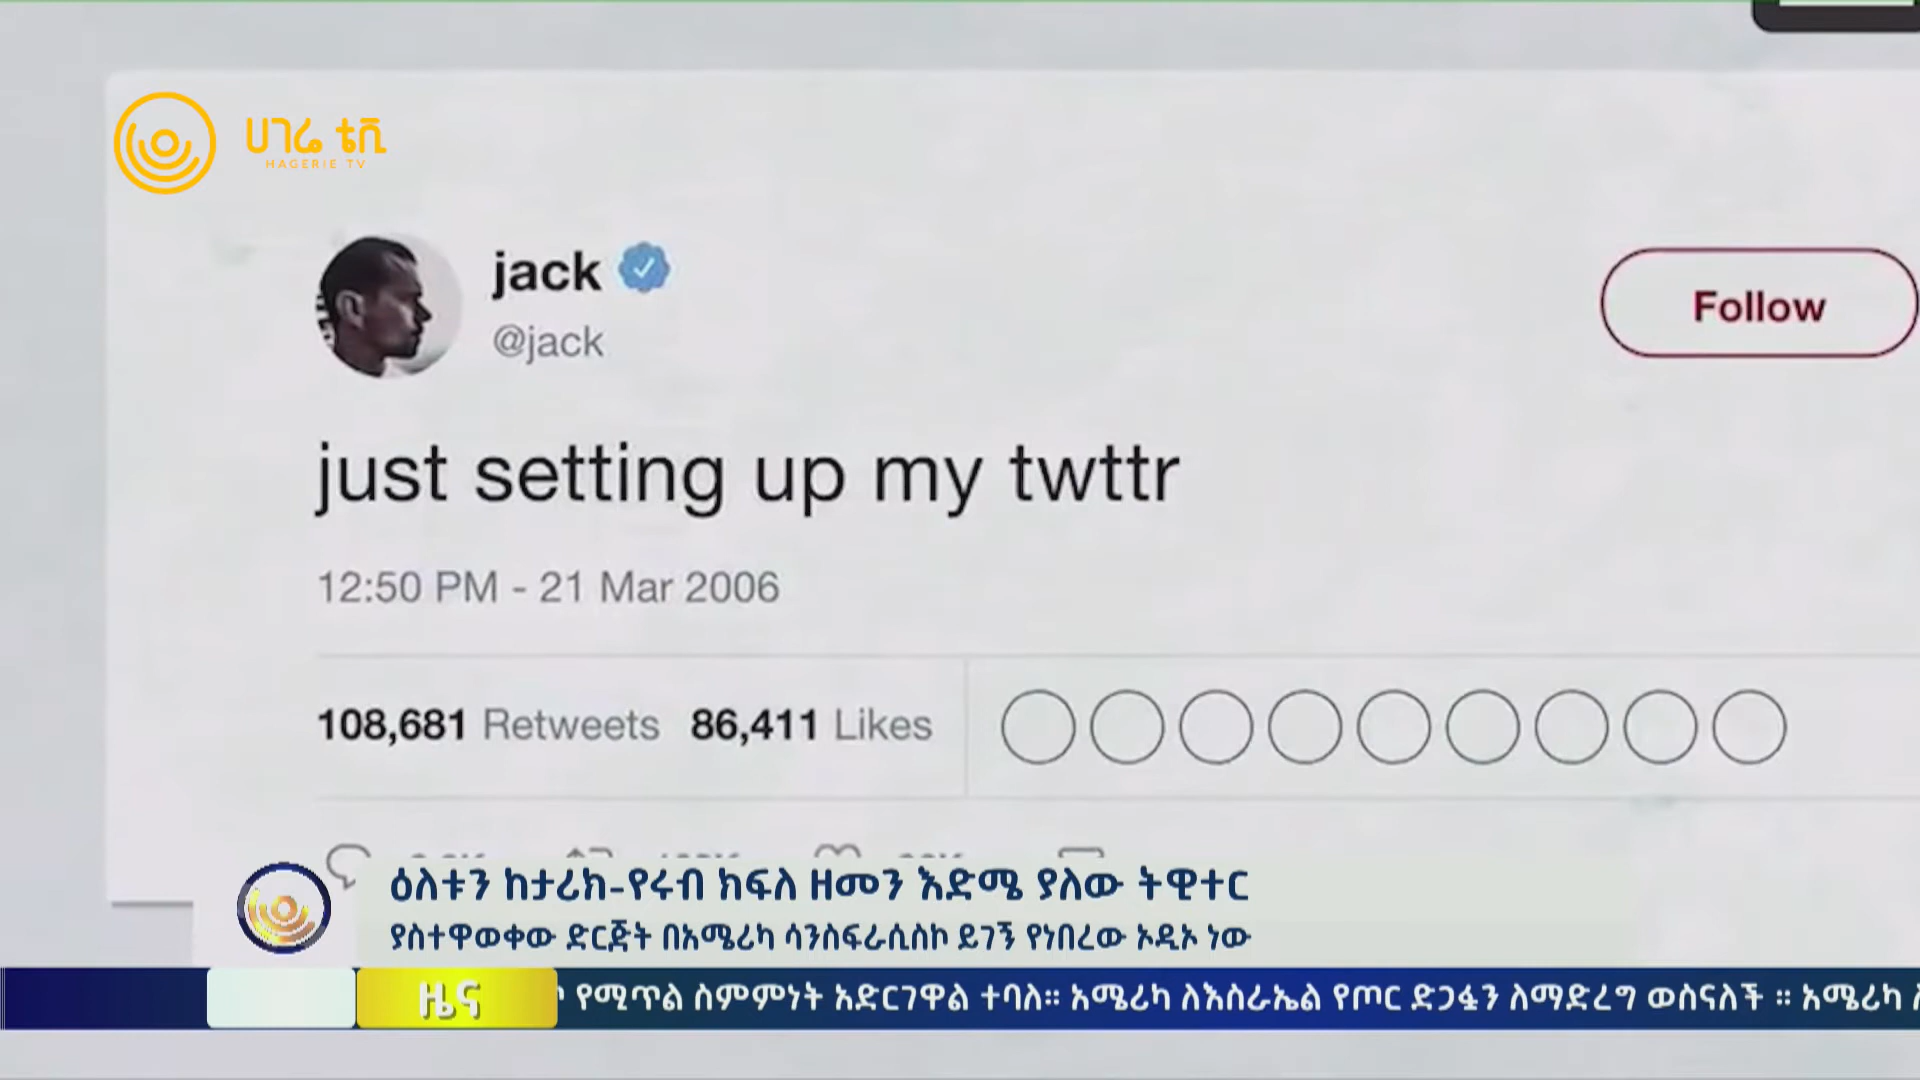 ሀገሬ ቴቪ
HAGERIE TV
jack
@jack
Follow
just setting up my twttr
12:50 PM - 21 Mar 2006
108,681 Retweets 86,411 Likes
ዕለቱን ከታሪክ-የሩብ ክፍለ ዘመን እድሜ ያለው ትዊተር
ያስተዋወቀው ድርጅት በአሜሪካ ሳንስፍራሲስኮ ይገኝ የነበረው ኦዲኦ ነው
ዜና
የሚጥል ስምምነት አድርገዋል ተባለ። አሜሪካ ለእስራኤል የጦር ድጋፏን ለማድረግ ወስናለች ። አሜሪካ